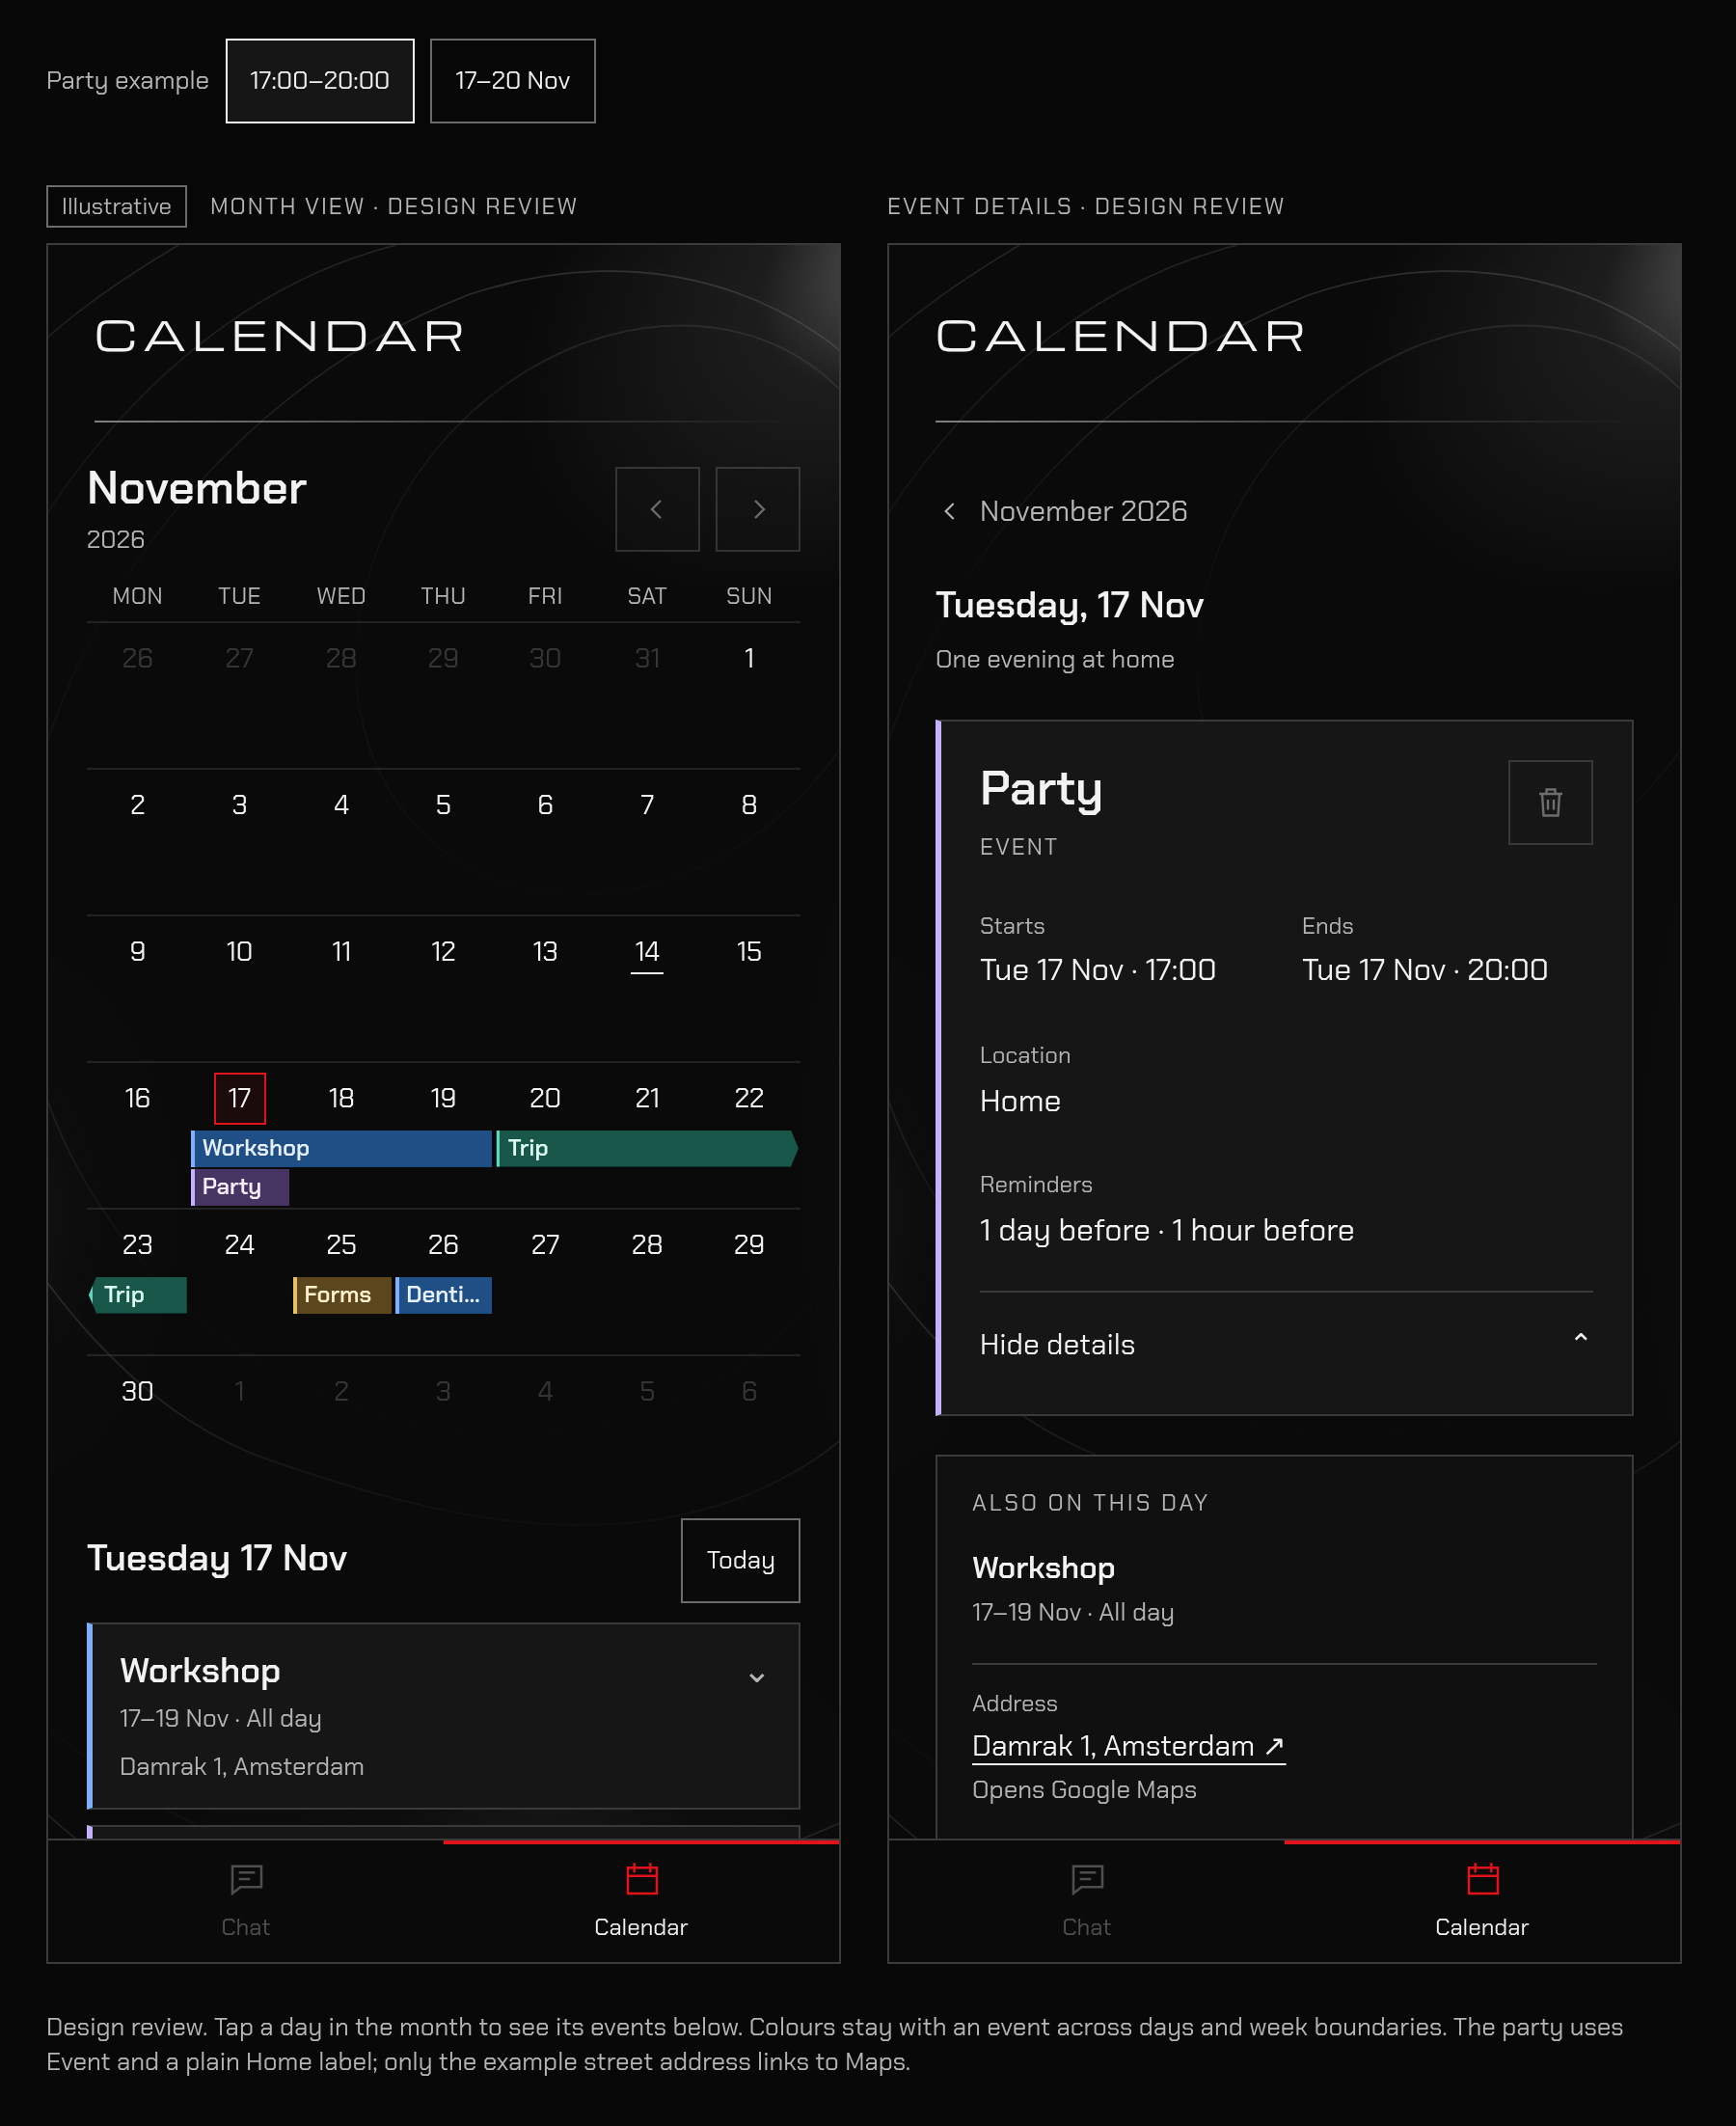 Party example 17:00–20:00 17–20 Nov
Illustrative MONTH VIEW · DESIGN REVIEW
CALENDAR
November
2026
MON TUE WED THU FRI SAT SUN
26 27 28 29 30 31 1
2 3 4 5 6 7 8
9 10 11 12 13 14 15
16 17 18 19 20 21 22
Workshop Trip
Party
23 24 25 26 27 28 29
Trip Forms Denti...
30 1 2 3 4 5 6
Tuesday 17 Nov Today
Workshop
17–19 Nov · All day
Damrak 1, Amsterdam
Chat Calendar
EVENT DETAILS · DESIGN REVIEW
CALENDAR
November 2026
Tuesday, 17 Nov
One evening at home
Party
EVENT
Starts Ends
Tue 17 Nov · 17:00 Tue 17 Nov · 20:00
Location
Home
Reminders
1 day before · 1 hour before
Hide details
ALSO ON THIS DAY
Workshop
17–19 Nov · All day
Address
Damrak 1, Amsterdam ↗
Opens Google Maps
Chat Calendar
Design review. Tap a day in the month to see its events below. Colours stay with an event across days and week boundaries. The party uses
Event and a plain Home label; only the example street address links to Maps.